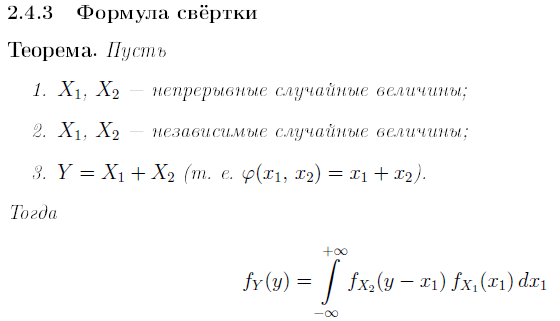 2.4.3 Формула свёртки
Теорема. Пусть
1. X₁, X₂ — непрерывные случайные величины;
2. X₁, X₂ — независимые случайные величины;
3. Y = X₁ + X₂ (т. е. φ(x₁, x₂) = x₁ + x₂).
Тогда
f_Y(y) = ∫_{−∞}^{+∞} f_{X₂}(y − x₁) f_{X₁}(x₁) dx₁